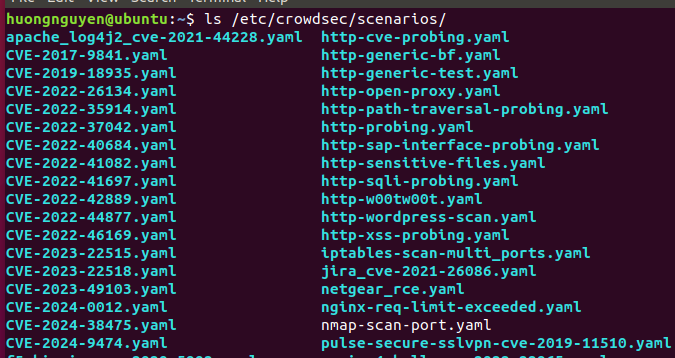 huongnguyen@ubuntu:~$ ls /etc/crowdsec/scenarios/
apache_log4j2_cve-2021-44228.yaml http-cve-probing.yaml
CVE-2017-9841.yaml http-generic-bf.yaml
CVE-2019-18935.yaml http-generic-test.yaml
CVE-2022-26134.yaml http-open-proxy.yaml
CVE-2022-35914.yaml http-path-traversal-probing.yaml
CVE-2022-37042.yaml http-probing.yaml
CVE-2022-40684.yaml http-sap-interface-probing.yaml
CVE-2022-41082.yaml http-sensitive-files.yaml
CVE-2022-41697.yaml http-sqli-probing.yaml
CVE-2022-42889.yaml http-w00tw00t.yaml
CVE-2022-44877.yaml http-wordpress-scan.yaml
CVE-2022-46169.yaml http-xss-probing.yaml
CVE-2023-22515.yaml iptables-scan-multi_ports.yaml
CVE-2023-22518.yaml jira_cve-2021-26086.yaml
CVE-2023-49103.yaml netgear_rce.yaml
CVE-2024-0012.yaml nginx-req-limit-exceeded.yaml
CVE-2024-38475.yaml nmap-scan-port.yaml
CVE-2024-9474.yaml pulse-secure-sslvpn-cve-2019-11510.yaml